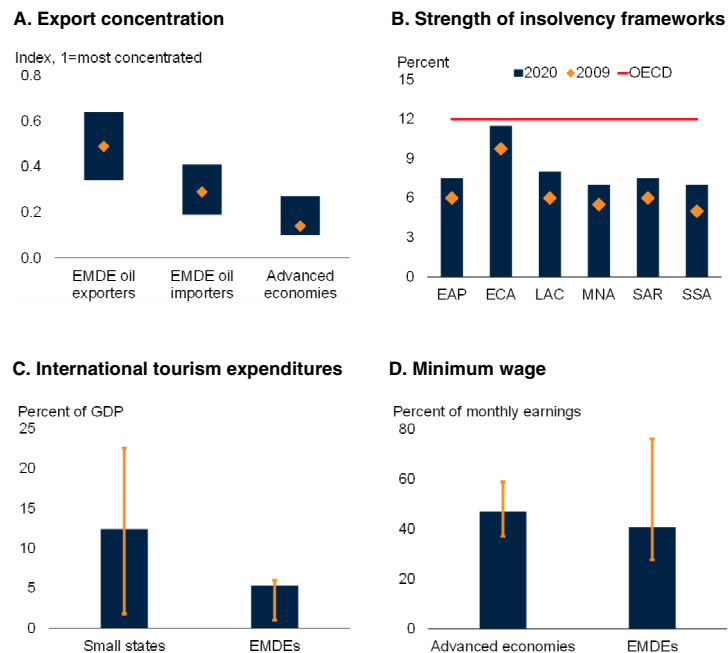 A. Export concentration
Index, 1=most concentrated
0.8
0.6
0.4
0.2
0.0
EMDE oil exporters
EMDE oil importers
Advanced economies
B. Strength of insolvency frameworks
Percent
2020 2009 OECD
15
12
9
6
3
0
EAP ECA LAC MNA SAR SSA
C. International tourism expenditures
Percent of GDP
25
20
15
10
5
0
Small states EMDEs
D. Minimum wage
Percent of monthly earnings
80
60
40
20
0
Advanced economies EMDEs